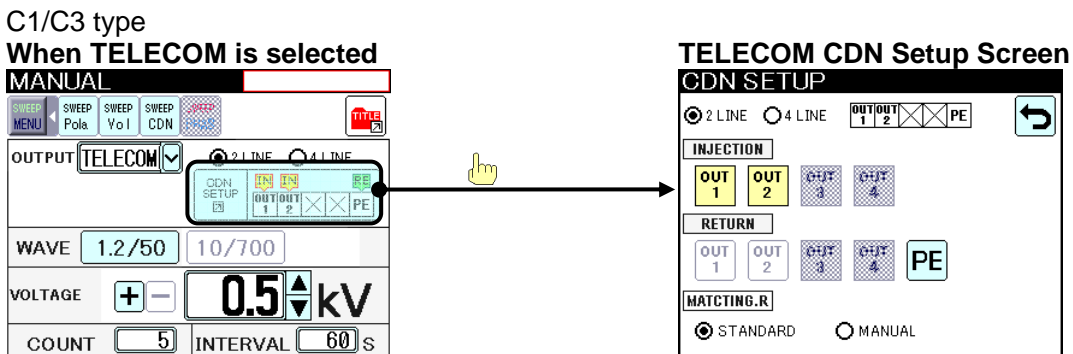 C1/C3 type
When TELECOM is selected
MANUAL
SWEEP MENU
SWEEP Pola
SWEEP Vol
SWEEP CDN
TITLE
OUTPUT TELECOM 2 LINE 4 LINE
CDN SETUP
IN IN RE
OUT 1 OUT 2 PE
WAVE 1.2/50 10/700
VOLTAGE + - 0.5 kV
COUNT 5 INTERVAL 60 S
TELECOM CDN Setup Screen
CDN SETUP
2 LINE 4 LINE OUT 1 OUT 2 PE
INJECTION
OUT 1 OUT 2 OUT 3 OUT 4
RETURN
OUT 1 OUT 2 OUT 3 OUT 4 PE
MATCTING.R
STANDARD MANUAL